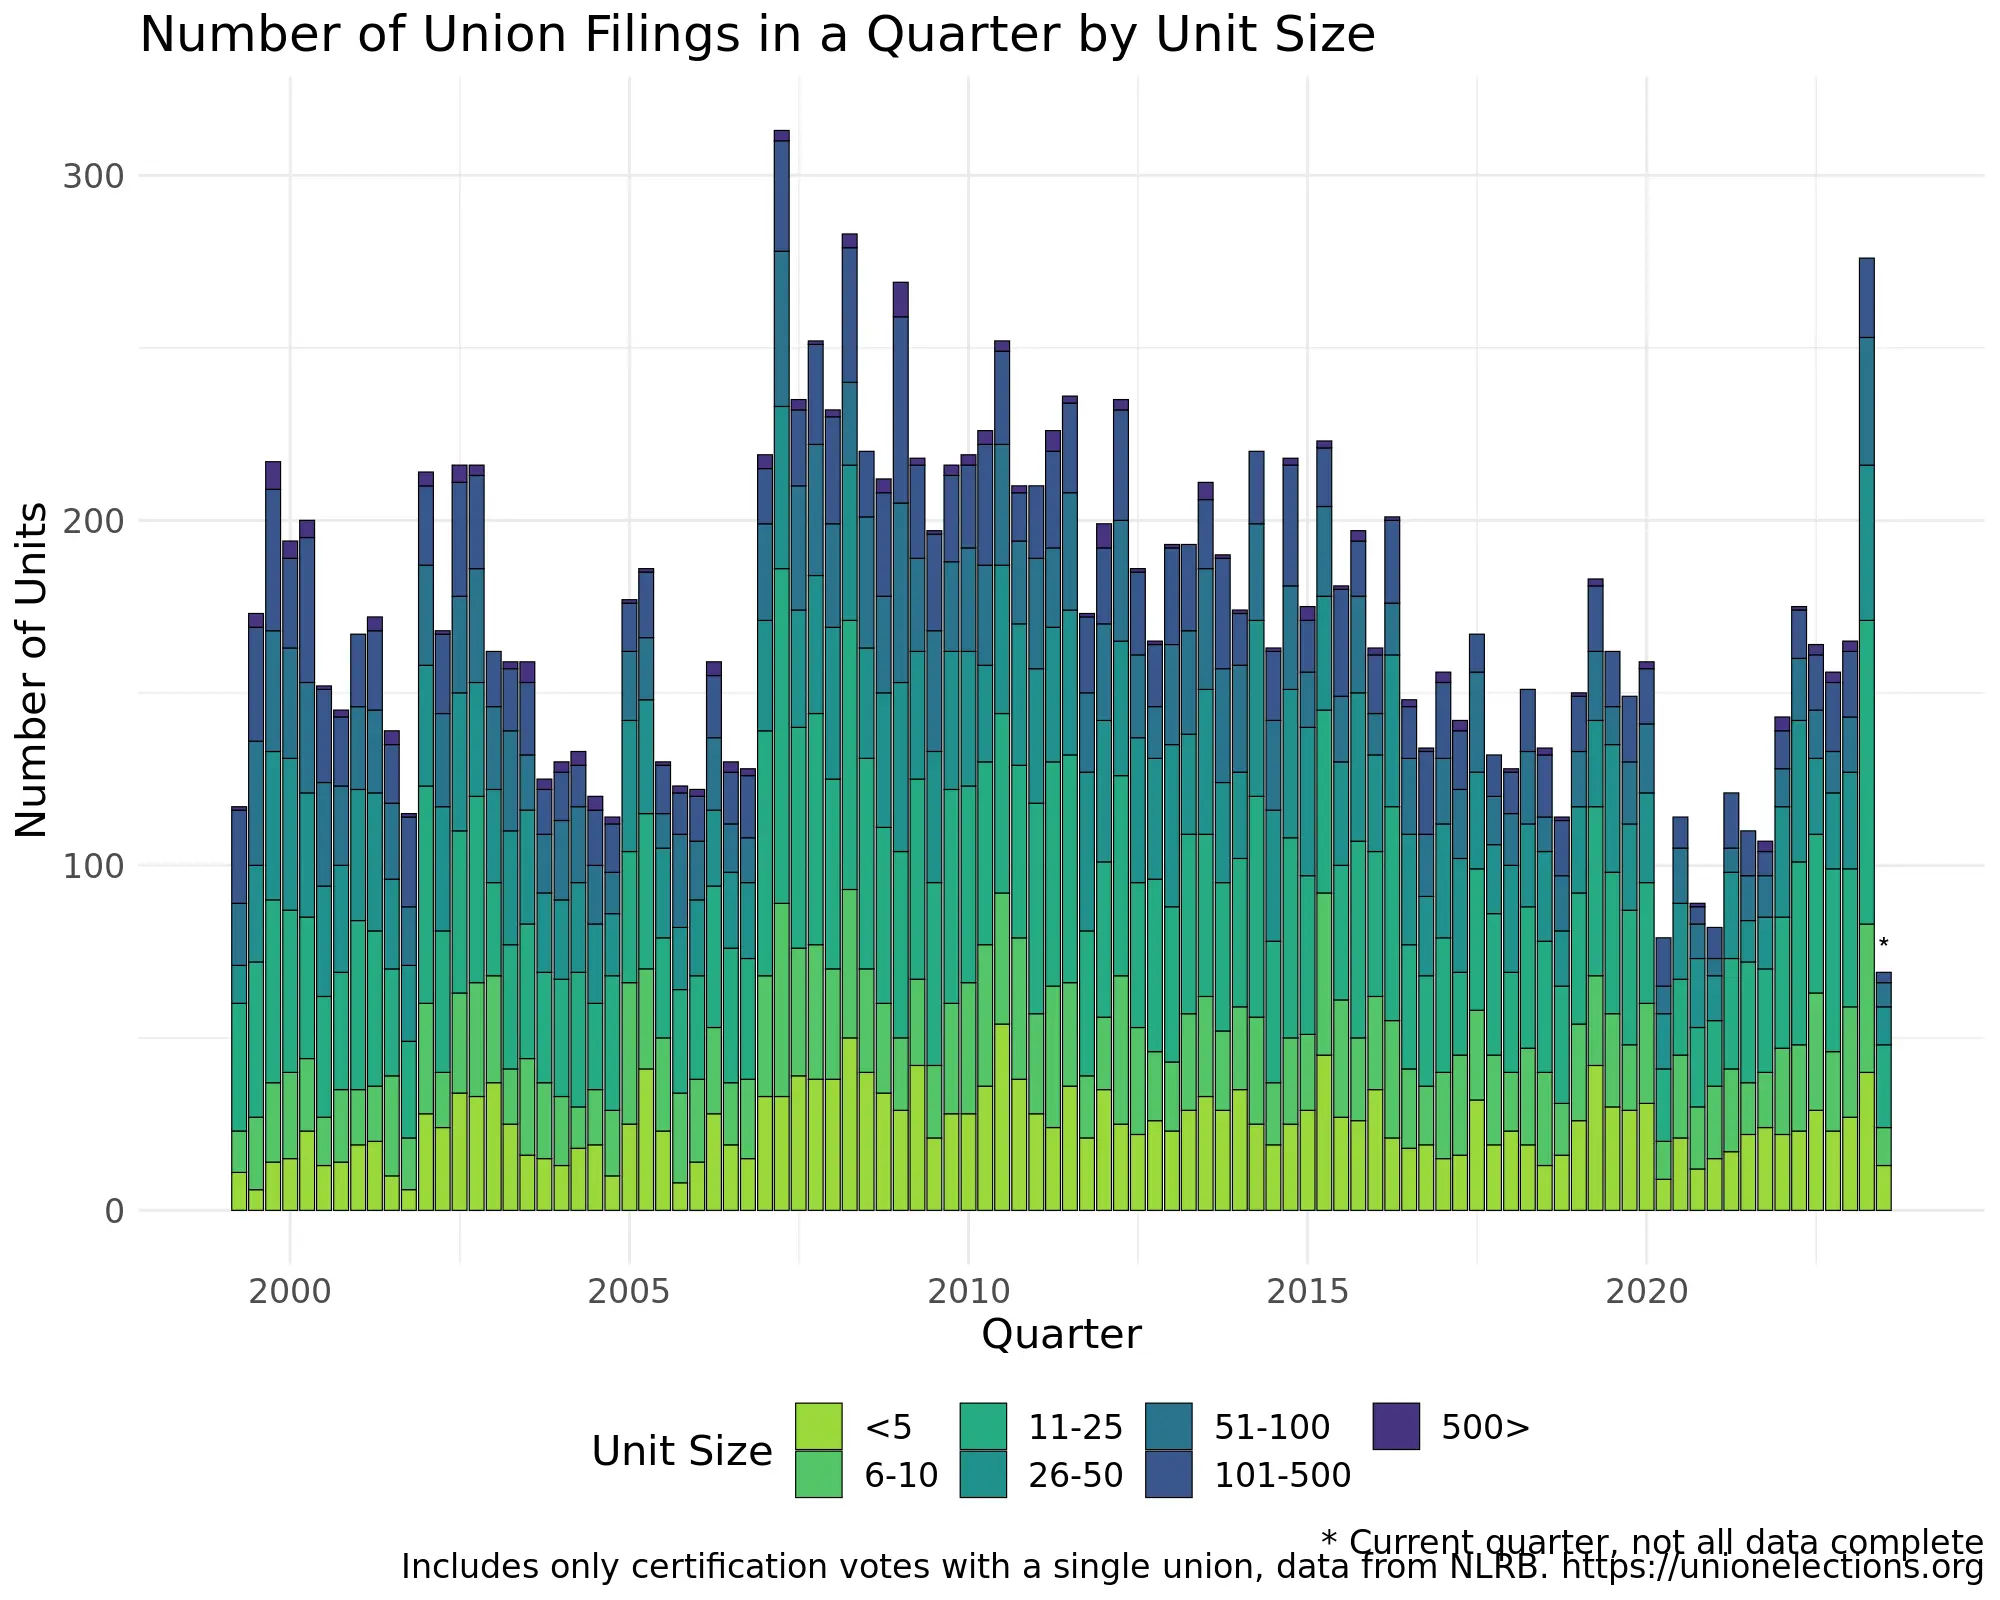 Number of Union Filings in a Quarter by Unit Size
Number of Units
300
200
100
0
*
2000 2005 2010 2015 2020
Quarter
Unit Size
<5 11-25 51-100 500>
6-10 26-50 101-500
* Current quarter, not all data complete
Includes only certification votes with a single union, data from NLRB. https://unionelections.org